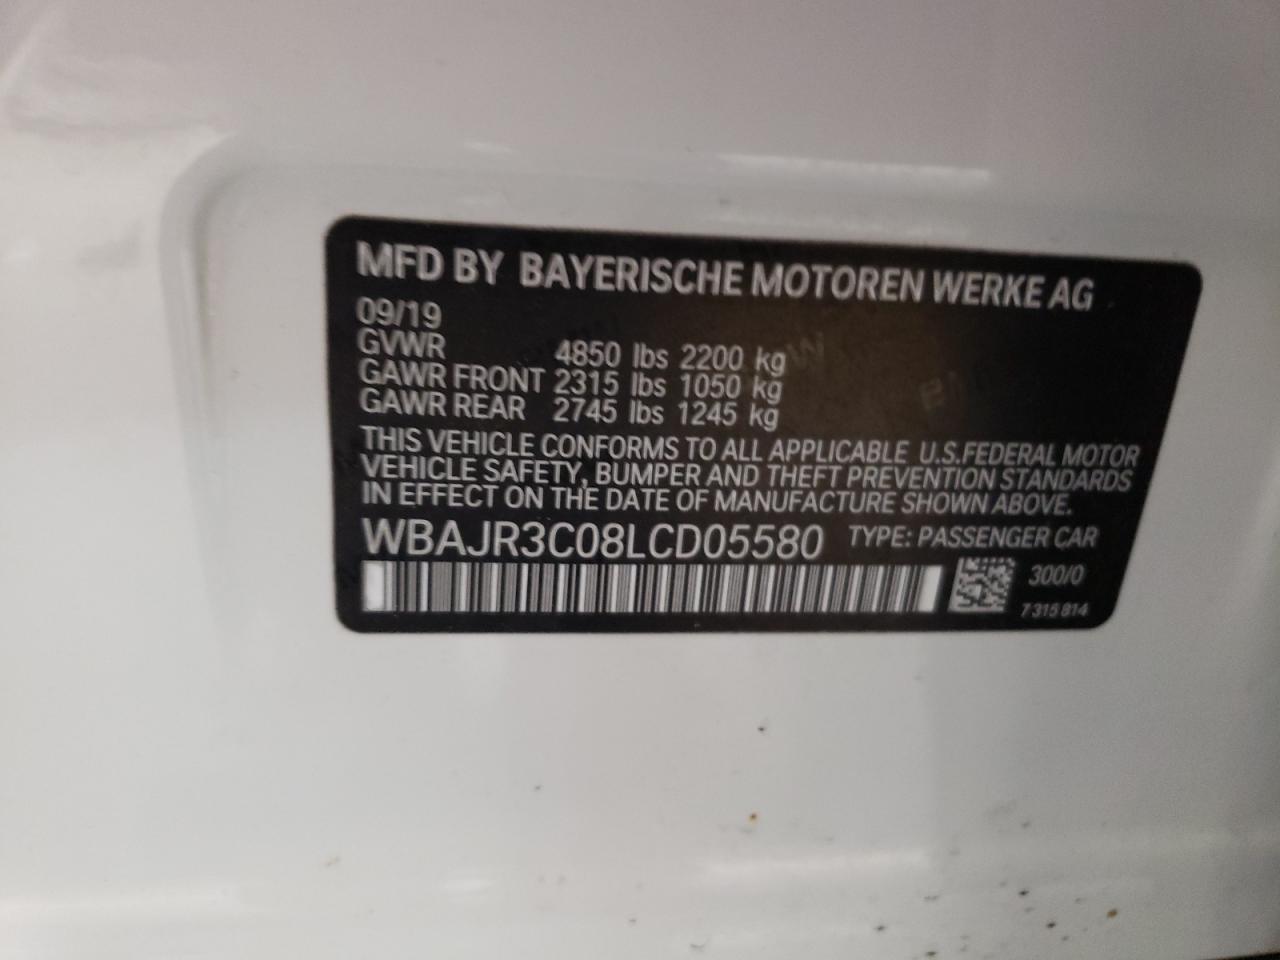 MFD BY BAYERISCHE MOTOREN WERKE AG
09/19
GVWR 4850 lbs 2200 kg
GAWR FRONT 2315 lbs 1050 kg
GAWR REAR 2745 lbs 1245 kg
THIS VEHICLE CONFORMS TO ALL APPLICABLE U.S.FEDERAL MOTOR
VEHICLE SAFETY, BUMPER AND THEFT PREVENTION STANDARDS
IN EFFECT ON THE DATE OF MANUFACTURE SHOWN ABOVE.
WBAJR3C08LCD05580 TYPE: PASSENGER CAR
300/0
7 315 814